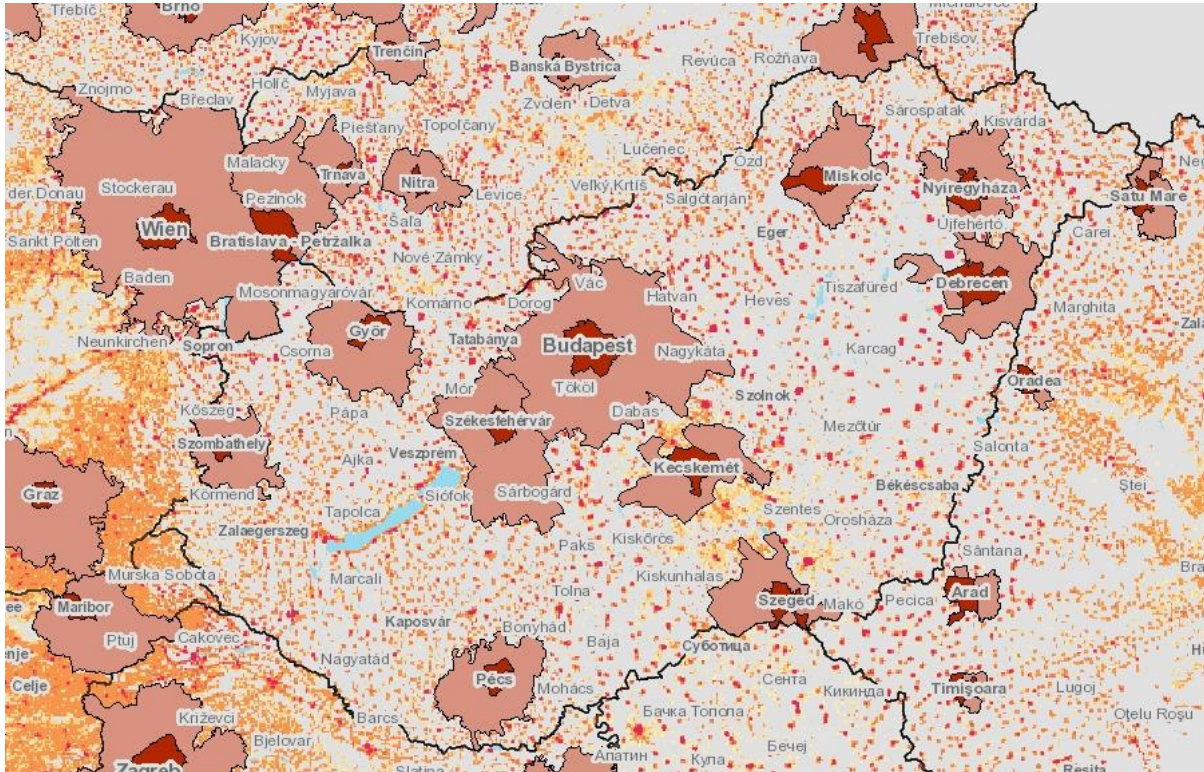 Třebíč
Brno
Kyjov
Trenčín
Banská Bystrica
Revúca
Rožňava
Michalovce
Trebišov
Znojmo
Břeclav
Holíč
Myjava
Piešťany
Topoľčany
Zvolen
Detva
Sárospatak
Kisvárda
Lučenec
Ózd
Malacky
Trnava
Nitra
Levice
Veľký Krtíš
Salgótarján
Miskolc
Nyíregyháza
Satu Mare
der Donau
Stockerau
Pezinok
Šaľa
Eger
Újfehértó
Carei
Wien
Sankt Pölten
Bratislava - Petržalka
Nové Zámky
Baden
Mosonmagyaróvár
Komárno
Dorog
Vác
Hatvan
Heves
Tiszafüred
Debrecen
Marghita
Neunkirchen
Sopron
Csorna
Győr
Tatabánya
Budapest
Nagykáta
Karcag
Oradea
Mór
Tököl
Szolnok
Kőszeg
Pápa
Székesfehérvár
Dabas
Mezőtúr
Salonta
Szombathely
Ajka
Veszprém
Kecskemét
Körmend
Siófok
Sárbogárd
Békéscsaba
Ştei
Graz
Tapolca
Szentes
Orosháza
Zalaegerszeg
Paks
Kiskőrös
Sântana
Murska Sobota
Marcali
Tolna
Kiskunhalas
Szeged
Makó
Pecica
Arad
Maribor
Ptuj
Cakovec
Kaposvár
Bonyhád
Baja
Суботица
Celje
Nagyatád
Pécs
Mohács
Сента
Кикинда
Timişoara
Lugoj
Križevci
Barcs
Бачка Топола
Oţelu Roşu
Bjelovar
Апатин
Бечеј
Zagreb
Slatina
Кула
Resita